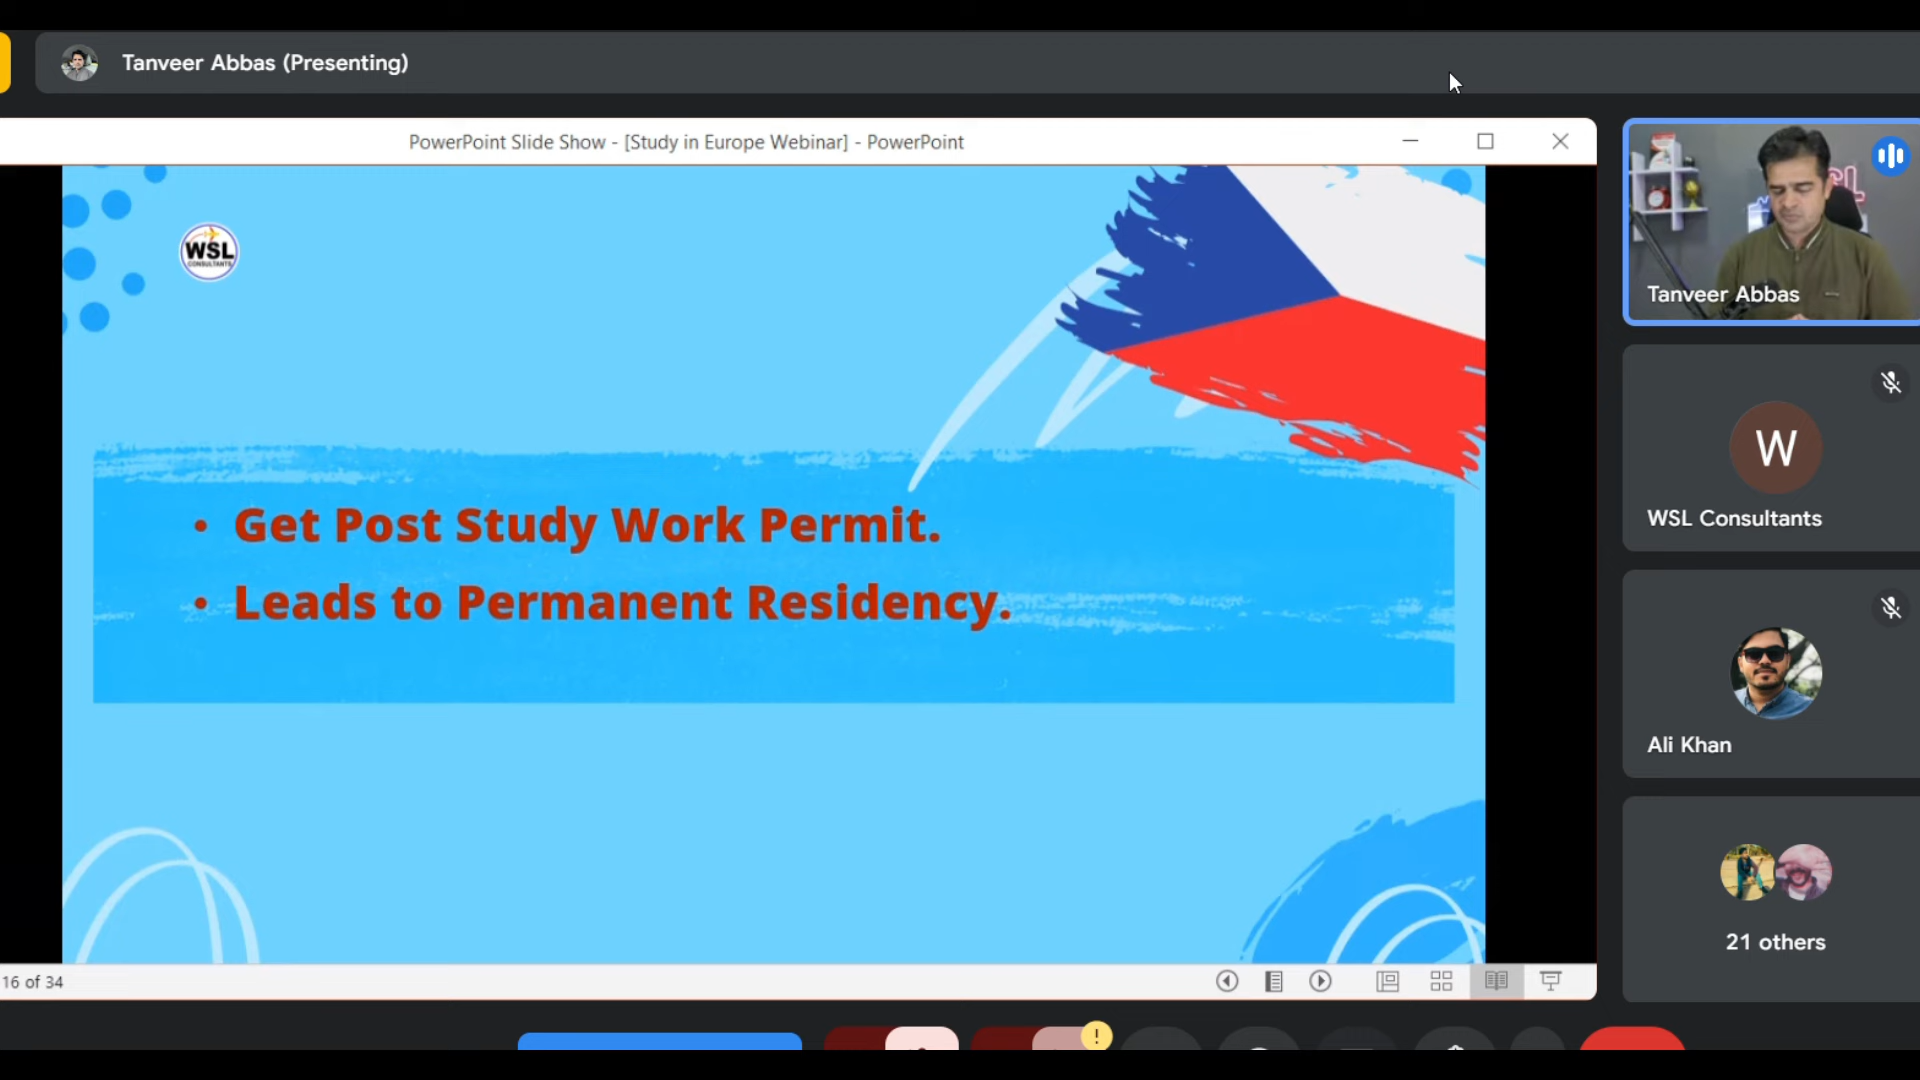 Tanveer Abbas (Presenting)
PowerPoint Slide Show - [Study in Europe Webinar] - PowerPoint
WSL
CONSULTANTS
• Get Post Study Work Permit.
• Leads to Permanent Residency.
16 of 34
Tanveer Abbas
W
WSL Consultants
Ali Khan
21 others
!